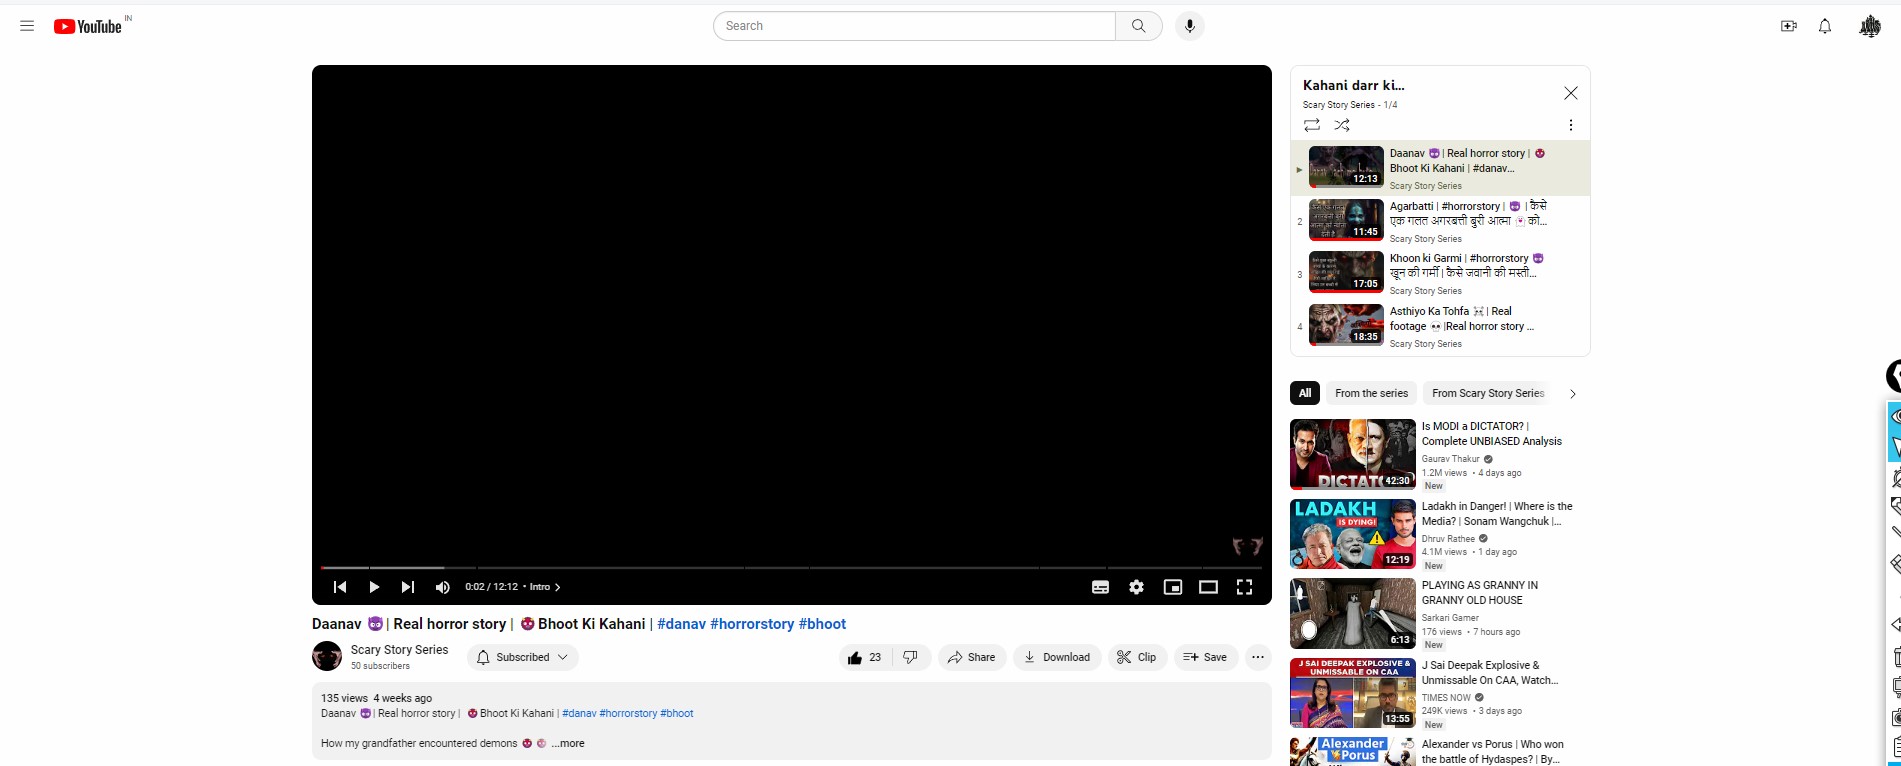 YouTube IN
Search
Kahani darr ki...
Scary Story Series - 1/4
Daanav 😈 | Real horror story | 👹
Bhoot Ki Kahani | #danav...
Scary Story Series
12:13
2
Agarbatti | #horrorstory | 😈 | कैसे
एक गलत अगरबत्ती बुरी आत्मा 👻 को...
Scary Story Series
11:45
3
Khoon ki Garmi | #horrorstory 😈
खून की गर्मी | कैसे जवानी की मस्ती...
Scary Story Series
17:05
4
Asthiyo Ka Tohfa ☠️ | Real
footage 💀 |Real horror story ...
Scary Story Series
18:35
0:02 / 12:12 • Intro
Daanav 😈 | Real horror story | 👹 Bhoot Ki Kahani | #danav #horrorstory #bhoot
Scary Story Series
50 subscribers
Subscribed
23
Share
Download
Clip
Save
135 views 4 weeks ago
Daanav 😈 | Real horror story | 👹 Bhoot Ki Kahani | #danav #horrorstory #bhoot
How my grandfather encountered demons 👹 ...more
All
From the series
From Scary Story Series
DICTAT
42:30
Is MODI a DICTATOR? |
Complete UNBIASED Analysis
Gaurav Thakur
1.2M views • 4 days ago
New
LADAKH
IS DYING!
12:19
Ladakh in Danger! | Where is the
Media? | Sonam Wangchuk |...
Dhruv Rathee
4.1M views • 1 day ago
New
6:13
PLAYING AS GRANNY IN
GRANNY OLD HOUSE
Sarkari Gamer
176 views • 7 hours ago
New
J SAI DEEPAK EXPLOSIVE &
UNMISSABLE ON CAA
13:55
J Sai Deepak Explosive &
Unmissable On CAA, Watch...
TIMES NOW
249K views • 3 days ago
New
Alexander
Porus
Alexander vs Porus | Who won
the battle of Hydaspes? | By...